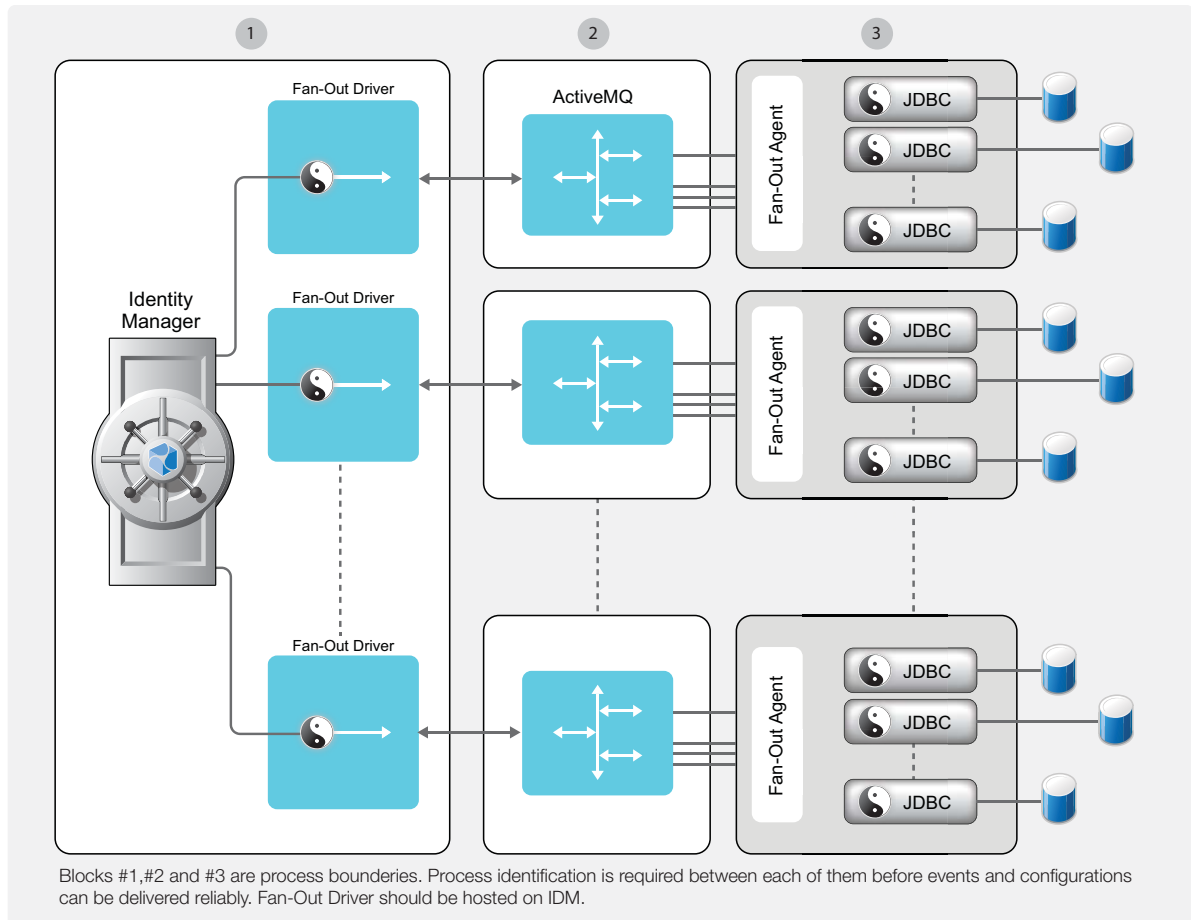 1
2
3
Fan-Out Driver
ActiveMQ
Fan-Out Agent
JDBC
JDBC
JDBC
Identity
Manager
Fan-Out Driver
Fan-Out Agent
JDBC
JDBC
JDBC
Fan-Out Driver
Fan-Out Agent
JDBC
JDBC
JDBC
Blocks #1,#2 and #3 are process bounderies. Process identification is required between each of them before events and configurations
can be delivered reliably. Fan-Out Driver should be hosted on IDM.